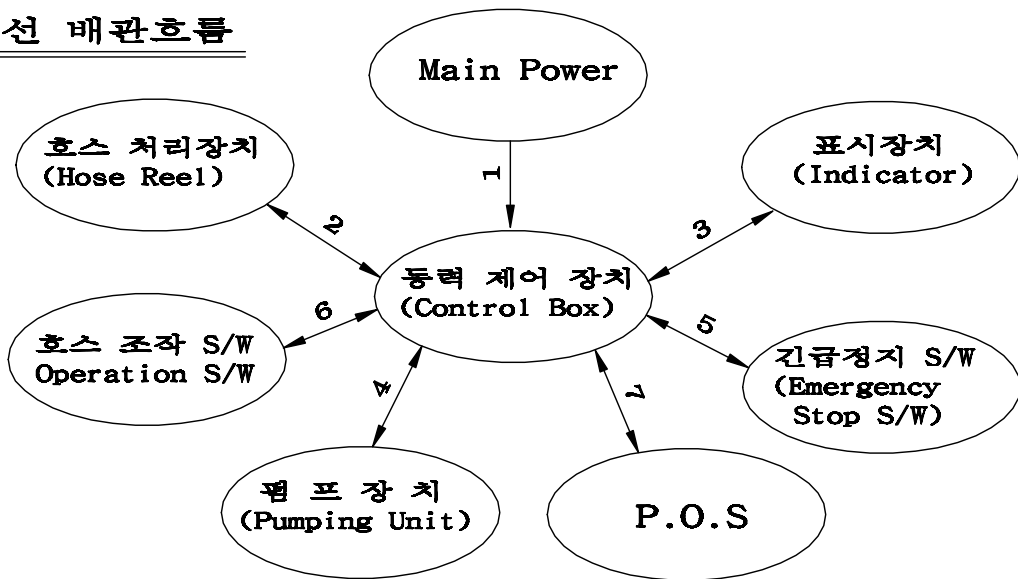 선 배관흐름
Main Power
호스 처리장치
(Hose Reel)
표시장치
(Indicator)
1
2
3
동력 제어 장치
(Control Box)
6
5
호스 조작 S/W
Operation S/W
긴급정지 S/W
(Emergency
Stop S/W)
4
7
펌 프 장 치
(Pumping Unit)
P.O.S